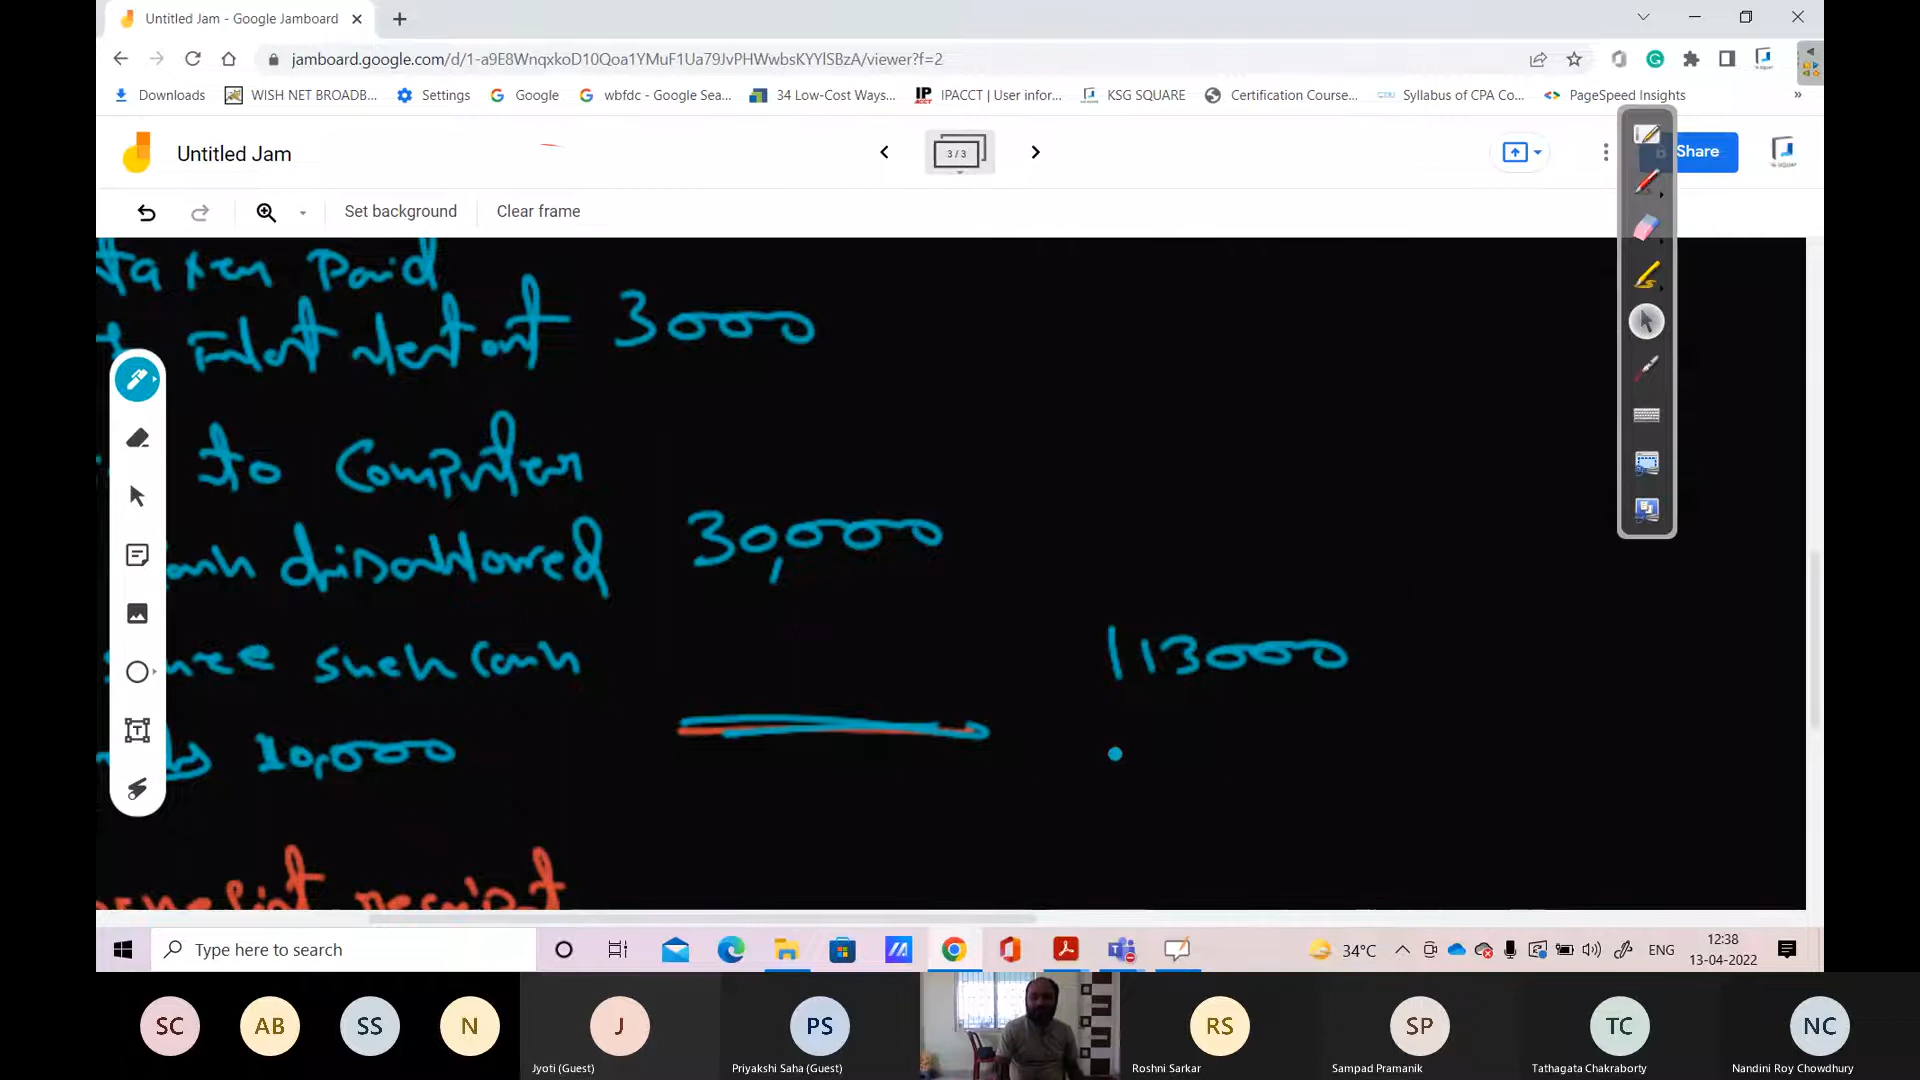 Untitled Jam - Google Jamboard
jamboard.google.com/d/1-a9E8WnqxkoD10Qoa1YMuF1Ua79JvPHWwbsKYYlSBzA/viewer?f=2
Downloads WISH NET BROADB... Settings Google wbfdc - Google Sea... 34 Low-Cost Ways... IPACCT | User infor... KSG SQUARE Certification Course... Syllabus of CPA Co... PageSpeed Insights »
Untitled Jam
3 / 3
Share
Set background Clear frame
Paid
3000
to Computer
disallowed 30,000
such cash
113000
10,000
receipt
Type here to search
34°C ENG 12:38
13-04-2022
SC AB SS N J PS RS SP TC NC
Jyoti (Guest) Priyakshi Saha (Guest) Roshni Sarkar Sampad Pramanik Tathagata Chakraborty Nandini Roy Chowdhury